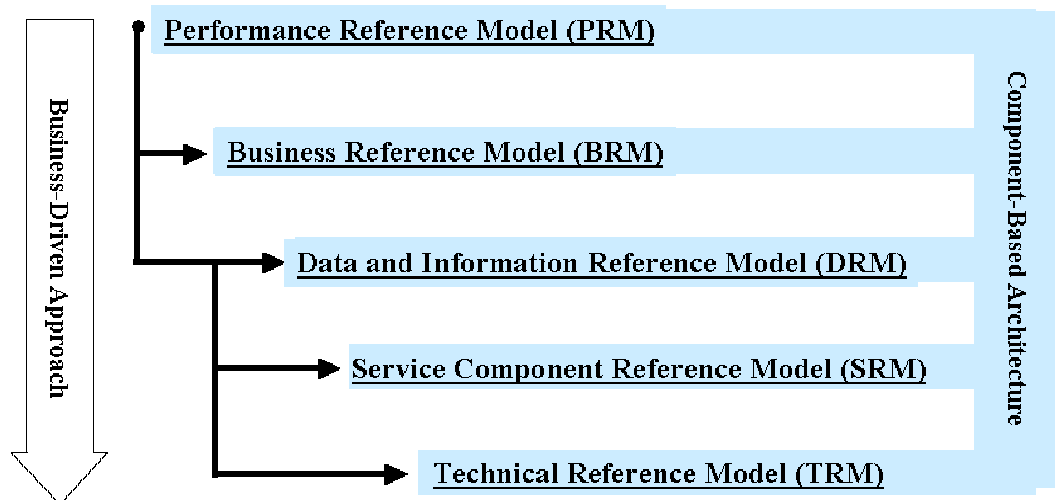 Performance Reference Model (PRM)
Business Reference Model (BRM)
Data and Information Reference Model (DRM)
Service Component Reference Model (SRM)
Technical Reference Model (TRM)
Business-Driven Approach
Component-Based Architecture